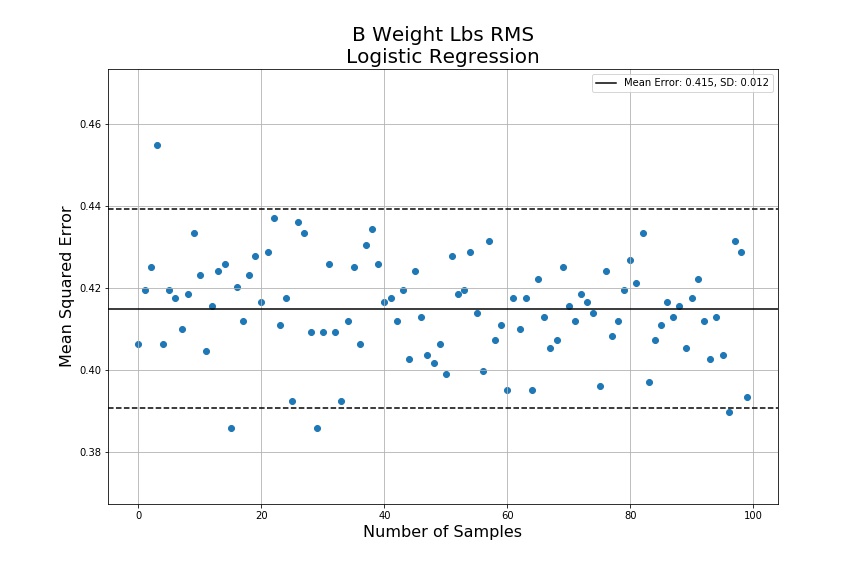 B Weight Lbs RMS
Logistic Regression
Mean Error: 0.415, SD: 0.012
Mean Squared Error
0.46
0.44
0.42
0.40
0.38
0 20 40 60 80 100
Number of Samples